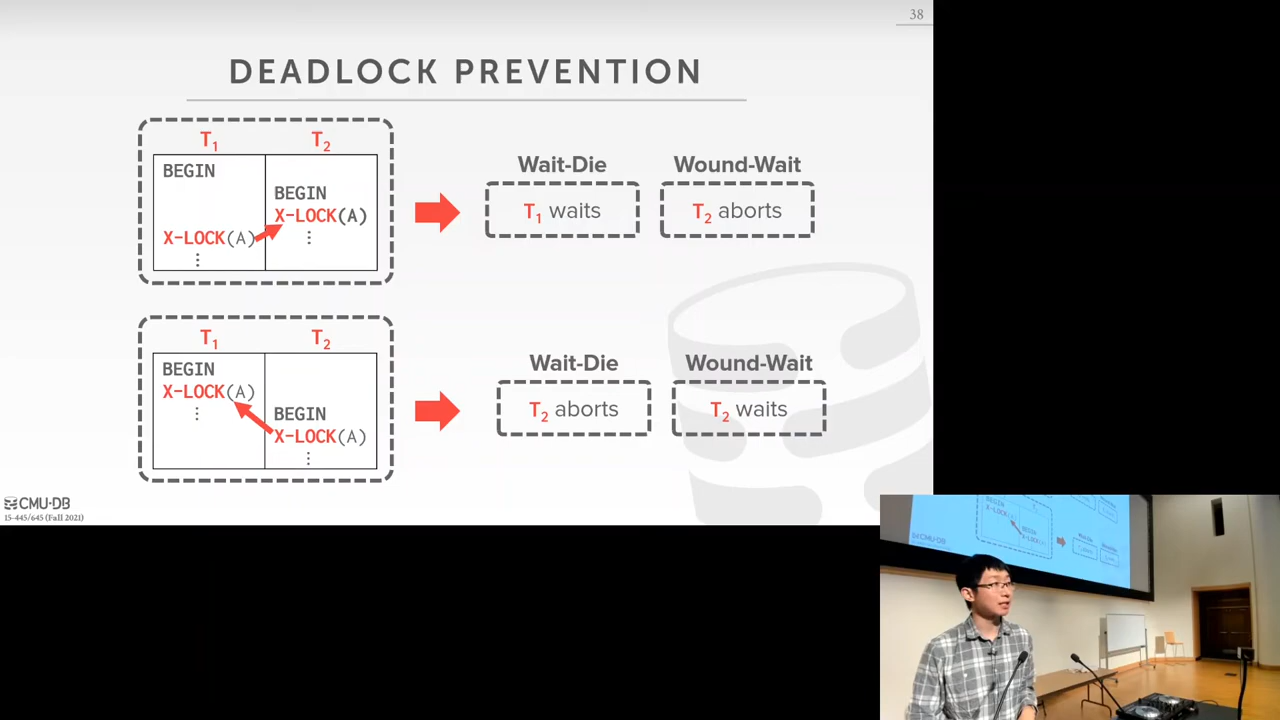 38
DEADLOCK PREVENTION
T1 T2
BEGIN
BEGIN
X-LOCK(A)
X-LOCK(A)
⋮
⋮
Wait-Die Wound-Wait
T1 waits T2 aborts
T1 T2
BEGIN
X-LOCK(A)
⋮
BEGIN
X-LOCK(A)
⋮
Wait-Die Wound-Wait
T2 aborts T2 waits
CMU·DB
15-445/645 (Fall 2021)